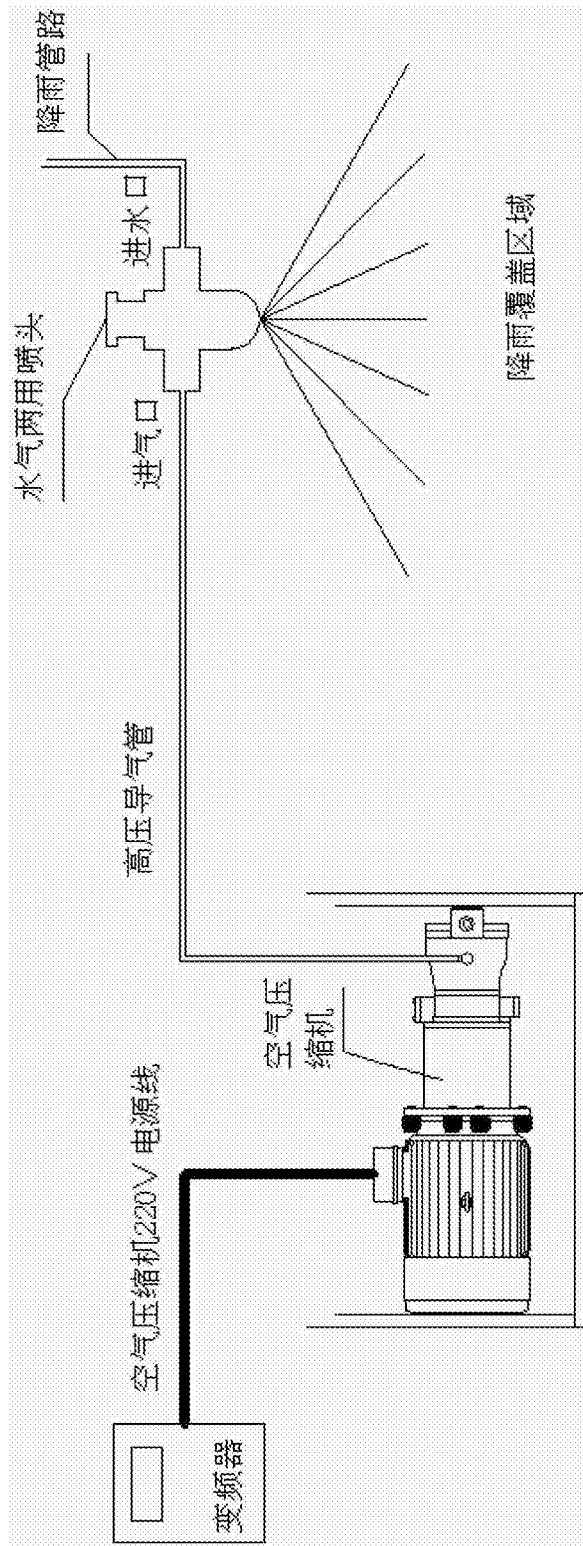 降雨管路
进水口
水气两用喷头
进气口
降雨覆盖区域
高压导气管
空气压
缩机
空气压缩机220V 电源线
变频器